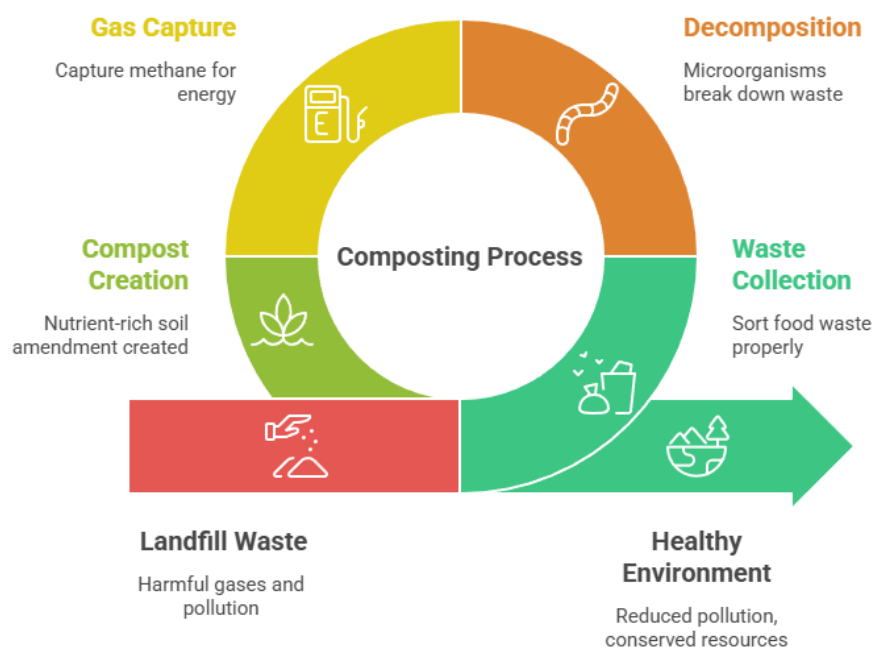 Gas Capture
Capture methane for
energy
Decomposition
Microorganisms
break down waste
E
Composting Process
Compost
Creation
Nutrient-rich soil
amendment created
Waste
Collection
Sort food waste
properly
Landfill Waste
Harmful gases and
pollution
Healthy
Environment
Reduced pollution,
conserved resources